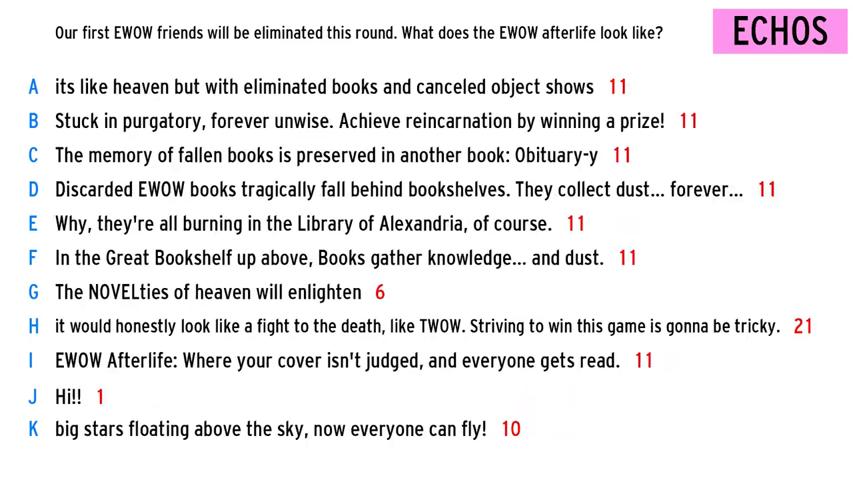 Our first EWOW friends will be eliminated this round. What does the EWOW afterlife look like?
ECHOS
A its like heaven but with eliminated books and canceled object shows 11
B Stuck in purgatory, forever unwise. Achieve reincarnation by winning a prize! 11
C The memory of fallen books is preserved in another book: Obituary-y 11
D Discarded EWOW books tragically fall behind bookshelves. They collect dust... forever... 11
E Why, they're all burning in the Library of Alexandria, of course. 11
F In the Great Bookshelf up above, Books gather knowledge... and dust. 11
G The NOVELties of heaven will enlighten 6
H it would honestly look like a fight to the death, like TWOW. Striving to win this game is gonna be tricky. 21
I EWOW Afterlife: Where your cover isn't judged, and everyone gets read. 11
J Hi!! 1
K big stars floating above the sky, now everyone can fly! 10